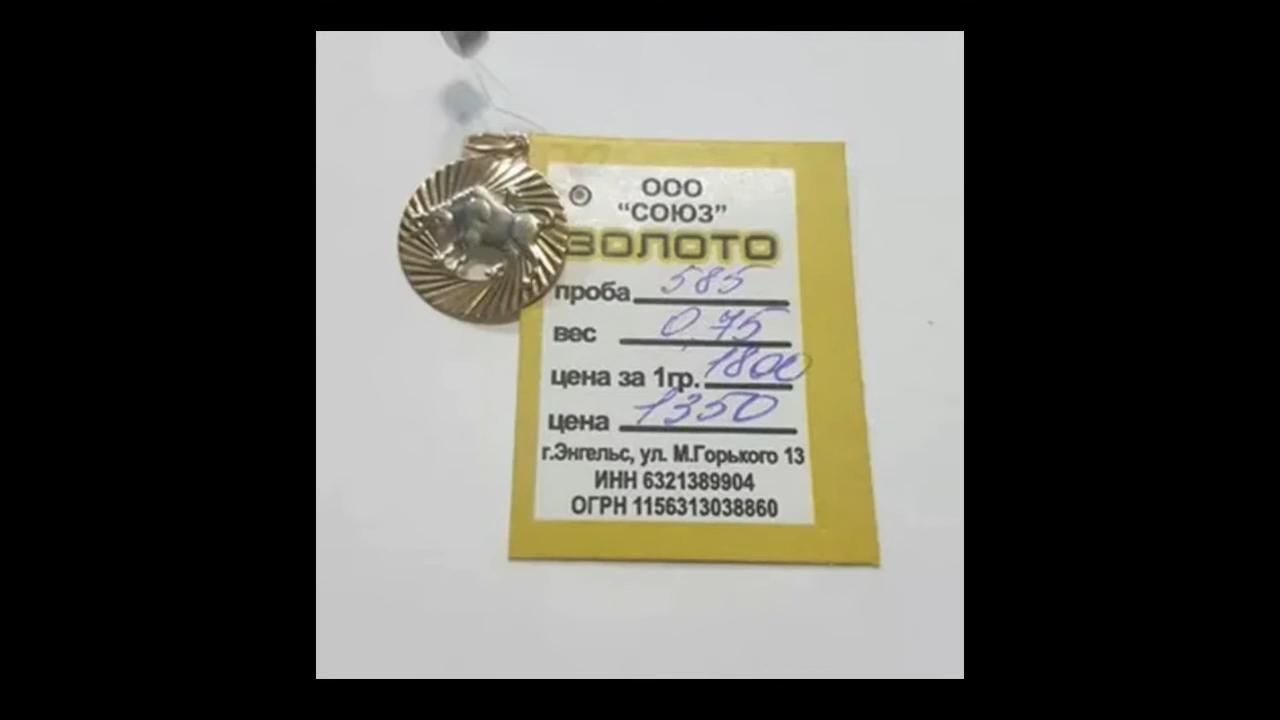 ООО
“СОЮЗ”
ЗОЛОТО
проба 585
вес 0,75
цена за 1гр. 1800
цена 1350
г.Энгельс, ул. М.Горького 13
ИНН 6321389904
ОГРН 1156313038860